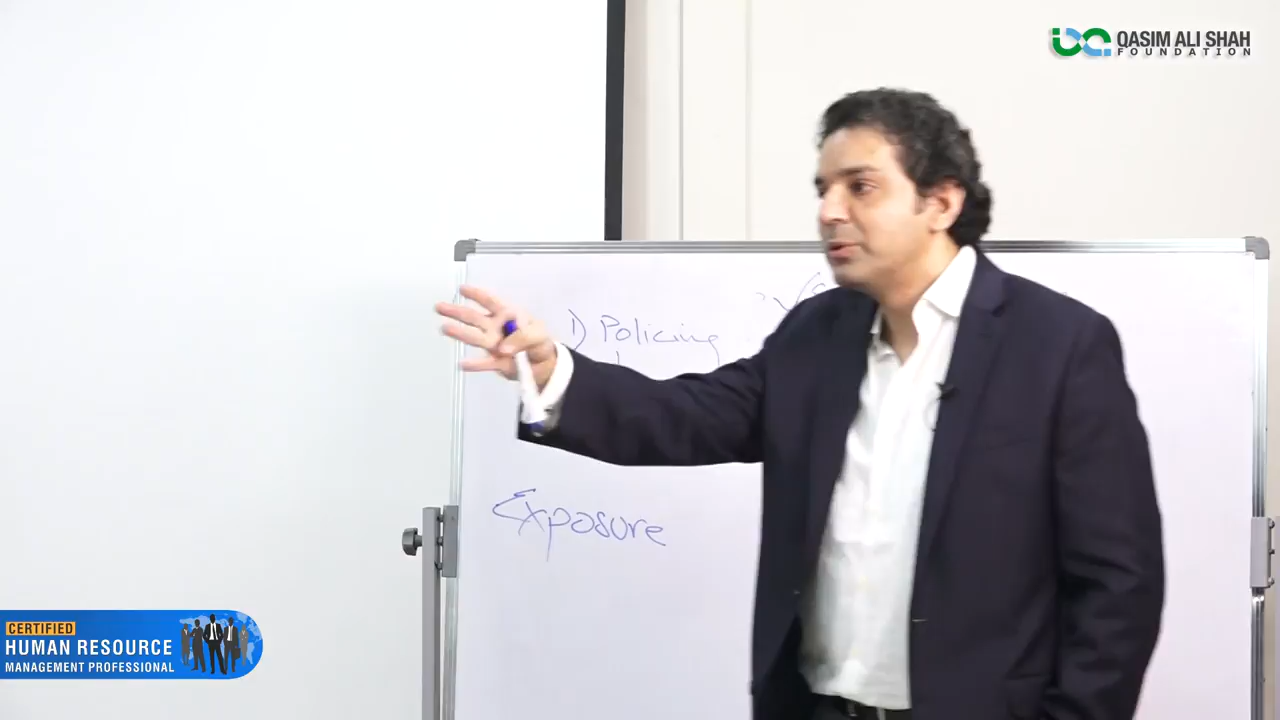 QASIM ALI SHAH
FOUNDATION
1) Policing
Exposure
CERTIFIED
HUMAN RESOURCE
MANAGEMENT PROFESSIONAL